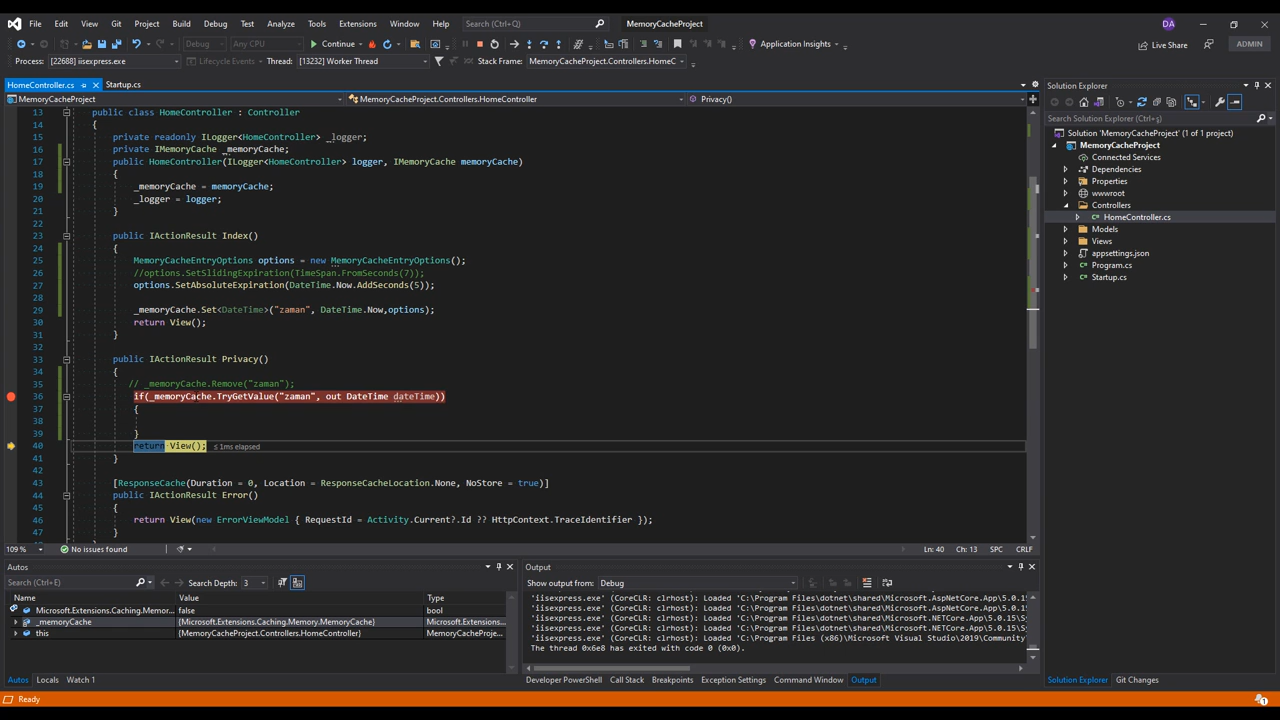 File Edit View Git Project Build Debug Test Analyze Tools Extensions Window Help Search (Ctrl+Q) MemoryCacheProject DA
Debug Any CPU Continue Application Insights Live Share ADMIN
Process: [22688] iisexpress.exe Lifecycle Events Thread: [13232] Worker Thread Stack Frame: MemoryCacheProject.Controllers.HomeC
HomeController.cs Startup.cs
MemoryCacheProject MemoryCacheProject.Controllers.HomeController Privacy()
13 public class HomeController : Controller
14 {
15 private readonly ILogger<HomeController> _logger;
16 private IMemoryCache _memoryCache;
17 public HomeController(ILogger<HomeController> logger, IMemoryCache memoryCache)
18 {
19 _memoryCache = memoryCache;
20 _logger = logger;
21 }
22
23 public IActionResult Index()
24 {
25 MemoryCacheEntryOptions options = new MemoryCacheEntryOptions();
26 //options.SetSlidingExpiration(TimeSpan.FromSeconds(7));
27 options.SetAbsoluteExpiration(DateTime.Now.AddSeconds(5));
28
29 _memoryCache.Set<DateTime>("zaman", DateTime.Now,options);
30 return View();
31 }
32
33 public IActionResult Privacy()
34 {
35 // _memoryCache.Remove("zaman");
36 if(_memoryCache.TryGetValue("zaman", out DateTime dateTime))
37 {
38
39 }
40 return View(); ≤ 1ms elapsed
41 }
42
43 [ResponseCache(Duration = 0, Location = ResponseCacheLocation.None, NoStore = true)]
44 public IActionResult Error()
45 {
46 return View(new ErrorViewModel { RequestId = Activity.Current?.Id ?? HttpContext.TraceIdentifier });
47 }
109 % No issues found Ln: 40 Ch: 13 SPC CRLF
Solution Explorer
Search Solution Explorer (Ctrl+ş)
Solution 'MemoryCacheProject' (1 of 1 project)
MemoryCacheProject
Connected Services
Dependencies
Properties
wwwroot
Controllers
HomeController.cs
Models
Views
appsettings.json
Program.cs
Startup.cs
Autos
Search (Ctrl+E) Search Depth: 3
Name Value Type
Microsoft.Extensions.Caching.Memor... false bool
_memoryCache {Microsoft.Extensions.Caching.Memory.MemoryCache} Microsoft.Extensions...
this {MemoryCacheProject.Controllers.HomeController} MemoryCacheProje...
Autos Locals Watch 1
Output
Show output from: Debug
'iisexpress.exe' (CoreCLR: clrhost): Loaded 'C:\Program Files\dotnet\shared\Microsoft.AspNetCore.App\5.0.15
'iisexpress.exe' (CoreCLR: clrhost): Loaded 'C:\Program Files\dotnet\shared\Microsoft.AspNetCore.App\5.0.15
'iisexpress.exe' (CoreCLR: clrhost): Loaded 'C:\Program Files\dotnet\shared\Microsoft.NETCore.App\5.0.15\Mi
'iisexpress.exe' (CoreCLR: clrhost): Loaded 'C:\Program Files\dotnet\shared\Microsoft.NETCore.App\5.0.15\Mi
'iisexpress.exe' (CoreCLR: clrhost): Loaded 'C:\Program Files (x86)\Microsoft Visual Studio\2019\Community\
The thread 0x6e8 has exited with code 0 (0x0).
Developer PowerShell Call Stack Breakpoints Exception Settings Command Window Output
Solution Explorer Git Changes
Ready